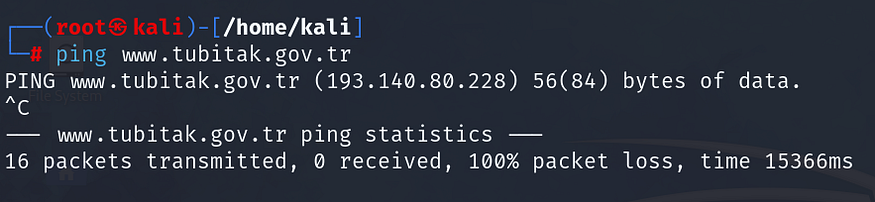 ┌──(root㉿kali)-[/home/kali]
└─# ping www.tubitak.gov.tr
PING www.tubitak.gov.tr (193.140.80.228) 56(84) bytes of data.
^C
--- www.tubitak.gov.tr ping statistics ---
16 packets transmitted, 0 received, 100% packet loss, time 15366ms